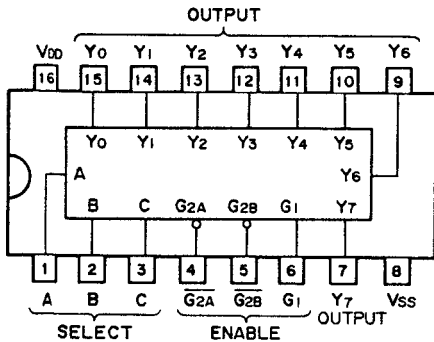 OUTPUT
VDD Y0 Y1 Y2 Y3 Y4 Y5 Y6
16 15 14 13 12 11 10 9
Y0 Y1 Y2 Y3 Y4 Y5
A Y6
B C G2A G2B G1 Y7
1 2 3 4 5 6 7 8
A B C G2A G2B G1 Y7 VSS
SELECT ENABLE OUTPUT